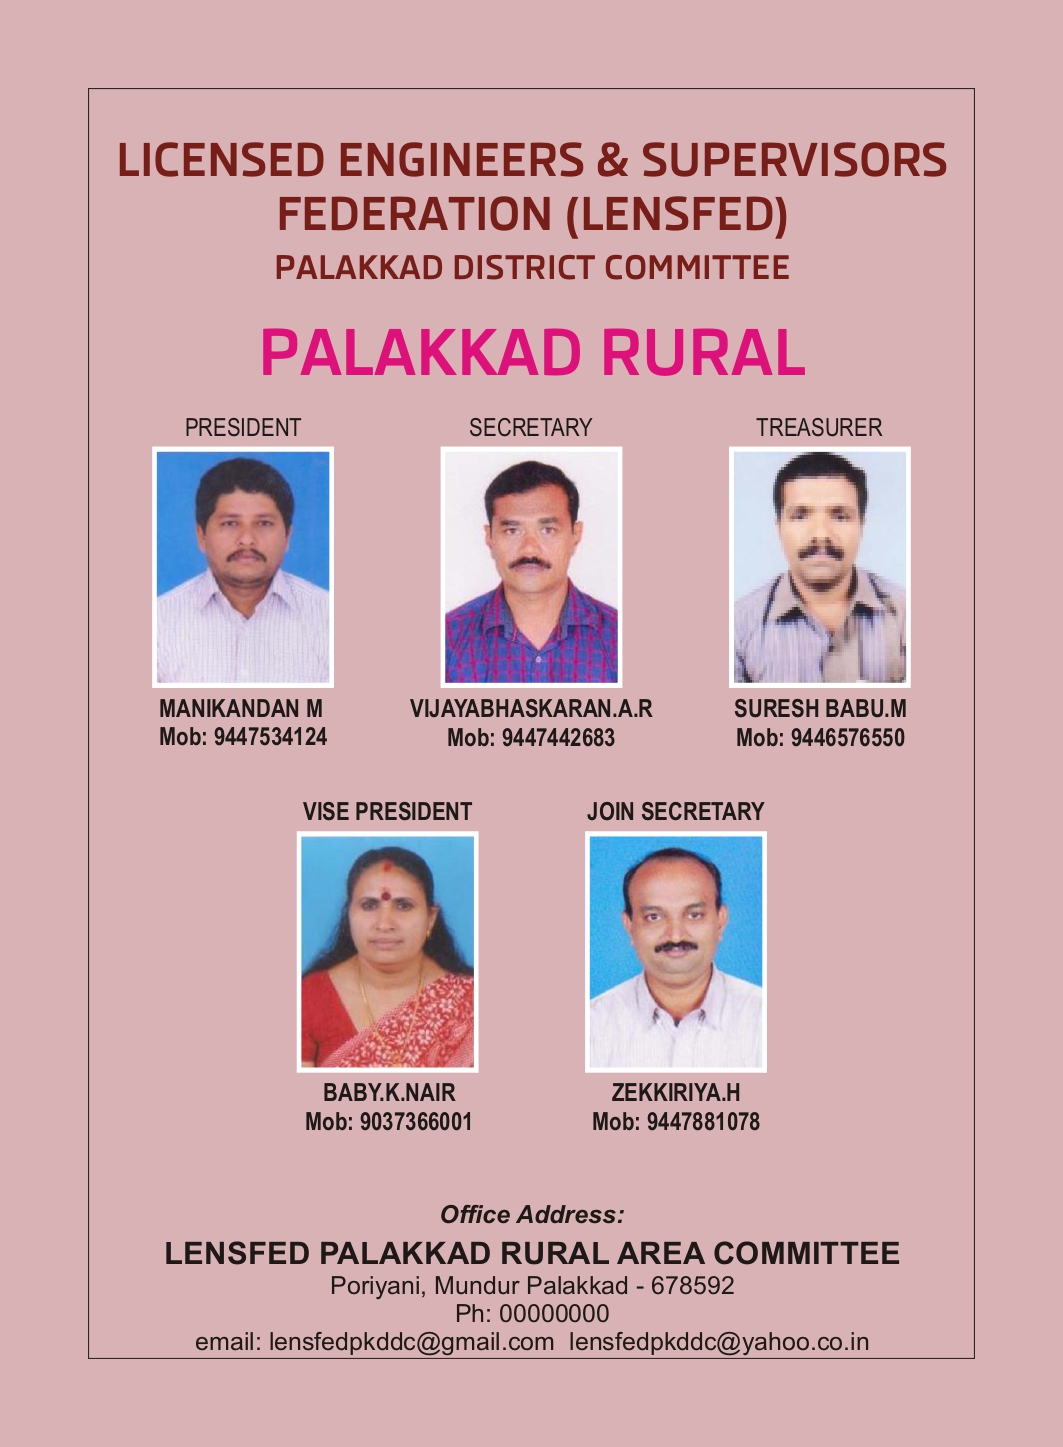 LICENSED ENGINEERS & SUPERVISORS
FEDERATION (LENSFED)
PALAKKAD DISTRICT COMMITTEE
PALAKKAD RURAL
PRESIDENT
SECRETARY
TREASURER
MANIKANDAN M
Mob: 9447534124
VIJAYABHASKARAN.A.R
Mob: 9447442683
SURESH BABU.M
Mob: 9446576550
VISE PRESIDENT
JOIN SECRETARY
BABY.K.NAIR
Mob: 9037366001
ZEKKIRIYA.H
Mob: 9447881078
Office Address:
LENSFED PALAKKAD RURAL AREA COMMITTEE
Poriyani, Mundur Palakkad - 678592
Ph: 00000000
email: lensfedpkddc@gmail.com  lensfedpkddc@yahoo.co.in